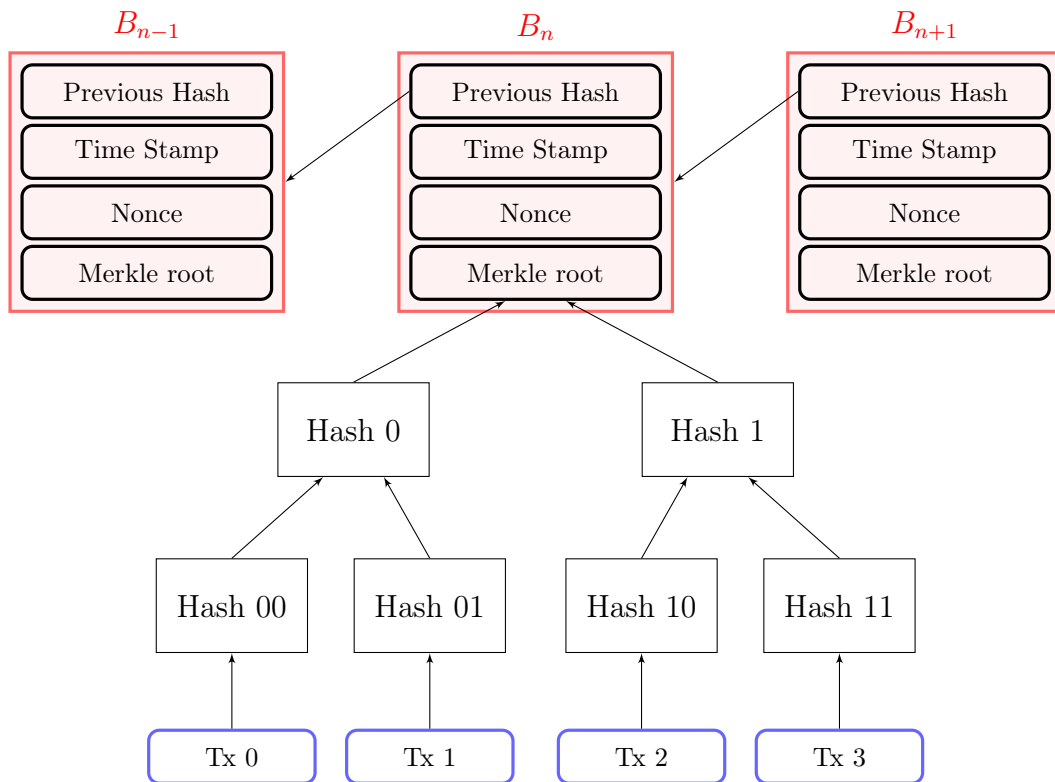 B_{n−1}
B_n
B_{n+1}
Previous Hash
Previous Hash
Previous Hash
Time Stamp
Time Stamp
Time Stamp
Nonce
Nonce
Nonce
Merkle root
Merkle root
Merkle root
Hash 0
Hash 1
Hash 00
Hash 01
Hash 10
Hash 11
Tx 0
Tx 1
Tx 2
Tx 3